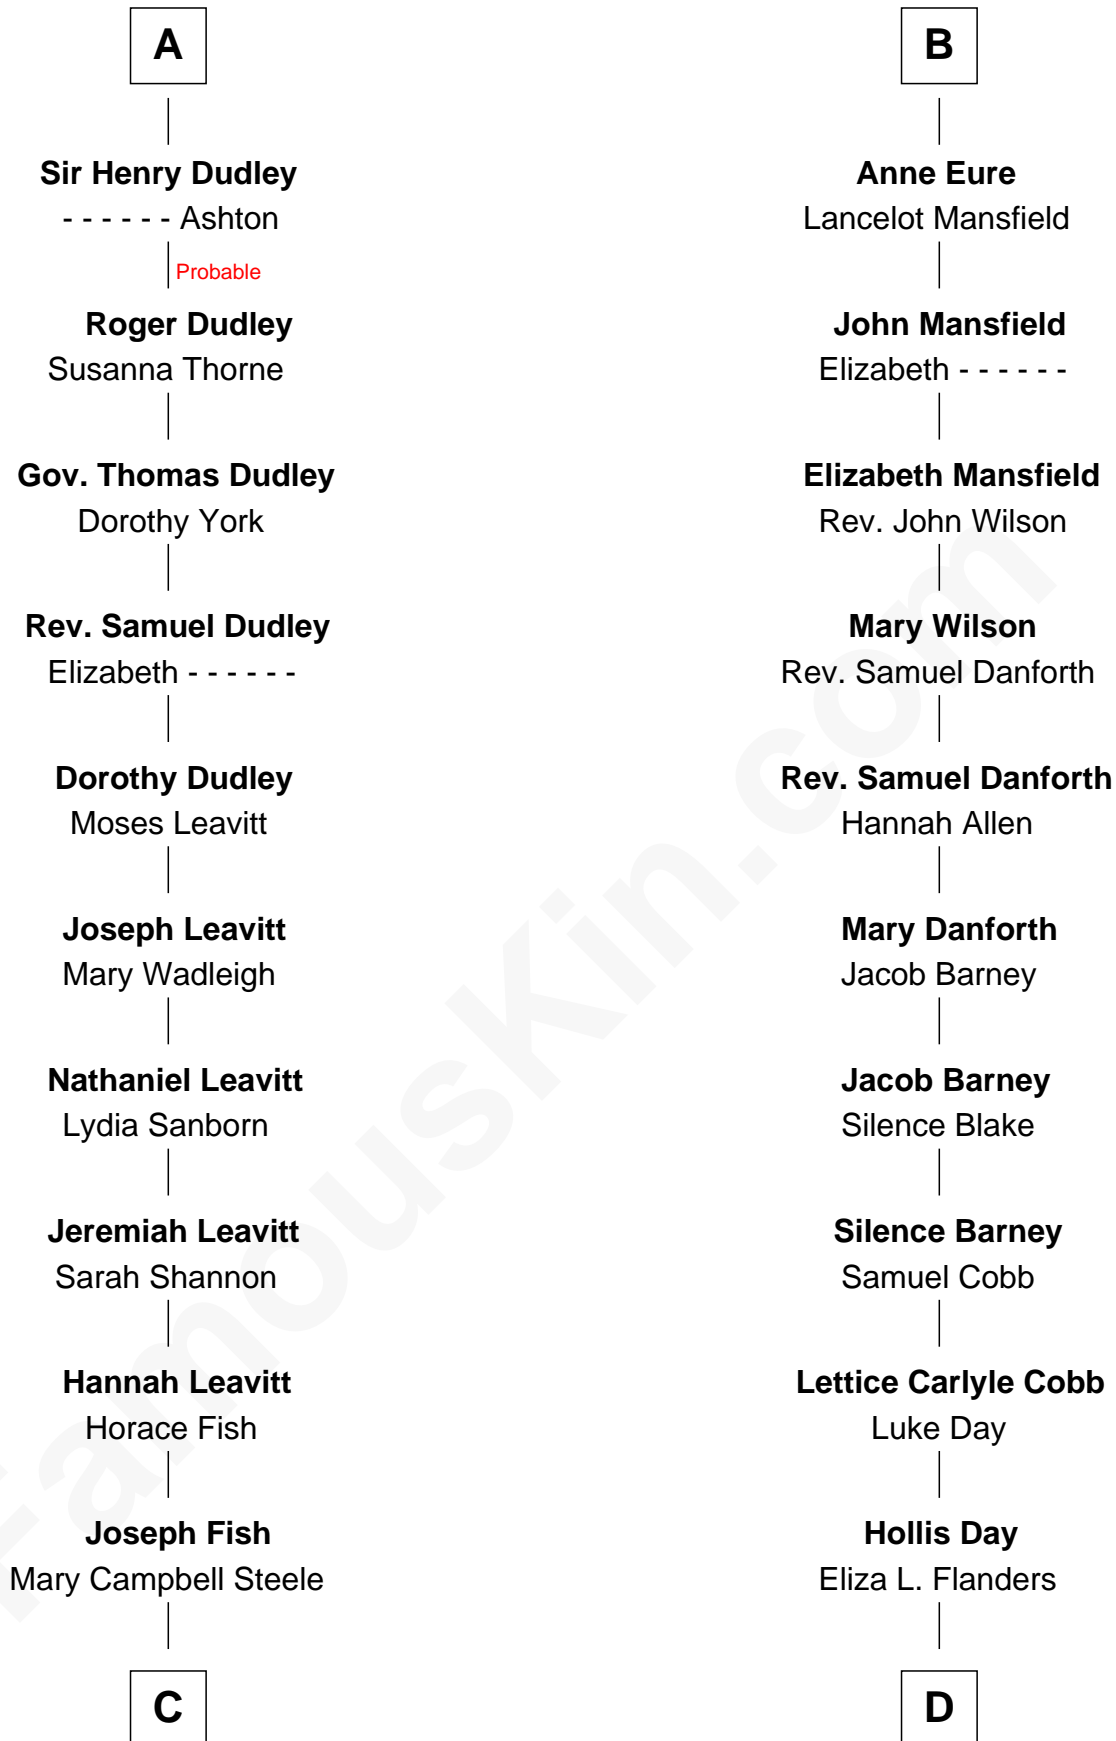 A
Sir Henry Dudley
- - - - - - Ashton
Probable
Roger Dudley
Susanna Thorne
Gov. Thomas Dudley
Dorothy York
Rev. Samuel Dudley
Elizabeth - - - - - -
Dorothy Dudley
Moses Leavitt
Joseph Leavitt
Mary Wadleigh
Nathaniel Leavitt
Lydia Sanborn
Jeremiah Leavitt
Sarah Shannon
Hannah Leavitt
Horace Fish
Joseph Fish
Mary Campbell Steele
C
B
Anne Eure
Lancelot Mansfield
John Mansfield
Elizabeth - - - - - -
Elizabeth Mansfield
Rev. John Wilson
Mary Wilson
Rev. Samuel Danforth
Rev. Samuel Danforth
Hannah Allen
Mary Danforth
Jacob Barney
Jacob Barney
Silence Blake
Silence Barney
Samuel Cobb
Lettice Carlyle Cobb
Luke Day
Hollis Day
Eliza L. Flanders
D
FamousKin.com